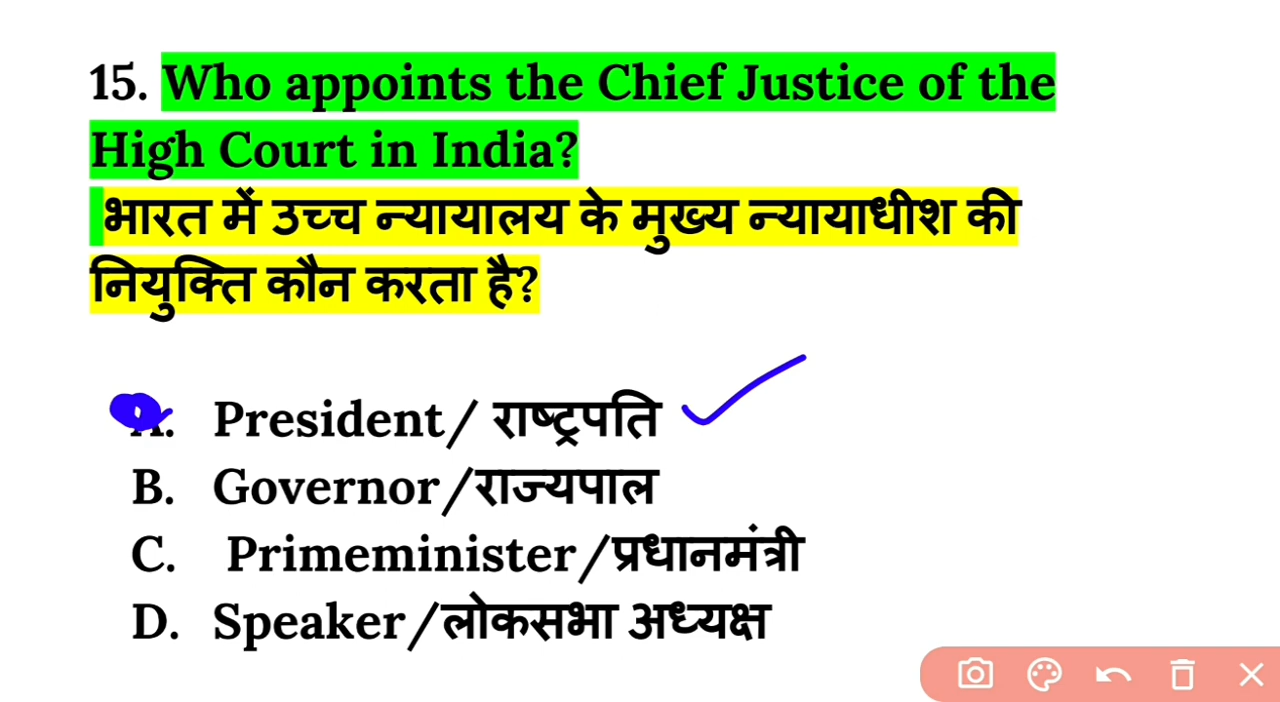 15. Who appoints the Chief Justice of the
High Court in India?
भारत में उच्च न्यायालय के मुख्य न्यायाधीश की
नियुक्ति कौन करता है?
A. President/ राष्ट्रपति
B. Governor/राज्यपाल
C. Primeminister/प्रधानमंत्री
D. Speaker/लोकसभा अध्यक्ष